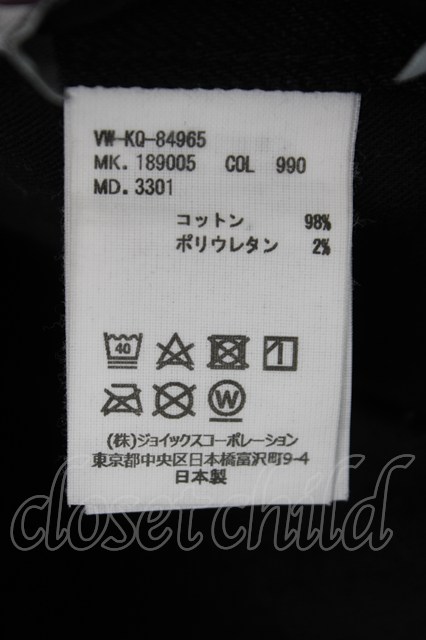 VW-KQ-84965
MK. 189005 COL 990
MD. 3301
コットン 98%
ポリウレタン 2%
40
W
(株)ジョイックスコーポレーション
東京都中央区日本橋富沢町9-4
日本製
closet child